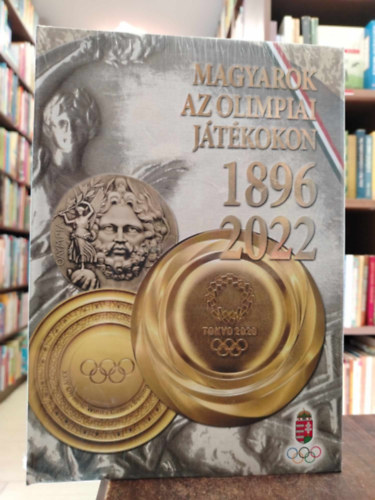 MAGYAROK
AZ OLIMPIAI
JÁTÉKOKON
1896
2022
TOKYO 2020